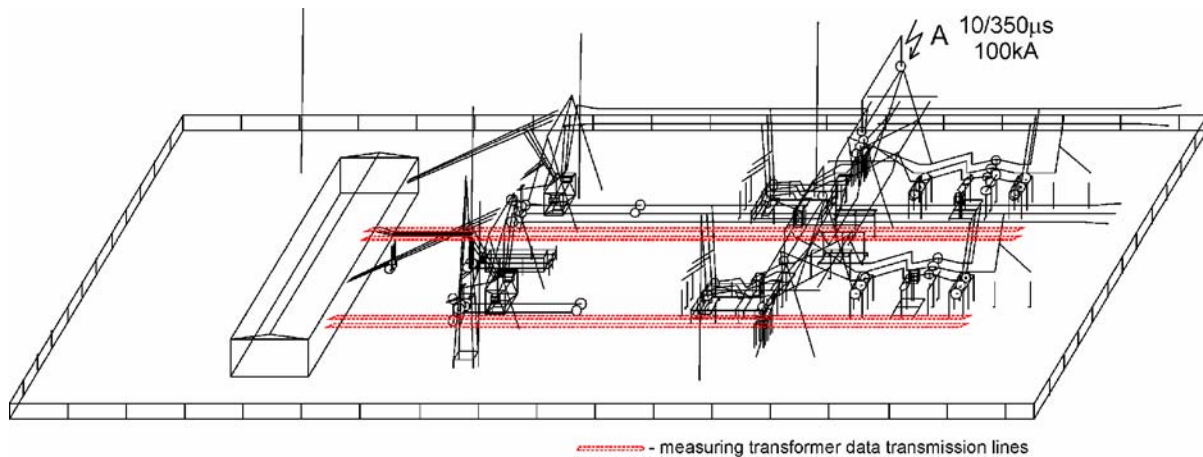 A 10/350µs
100kA
- measuring transformer data transmission lines